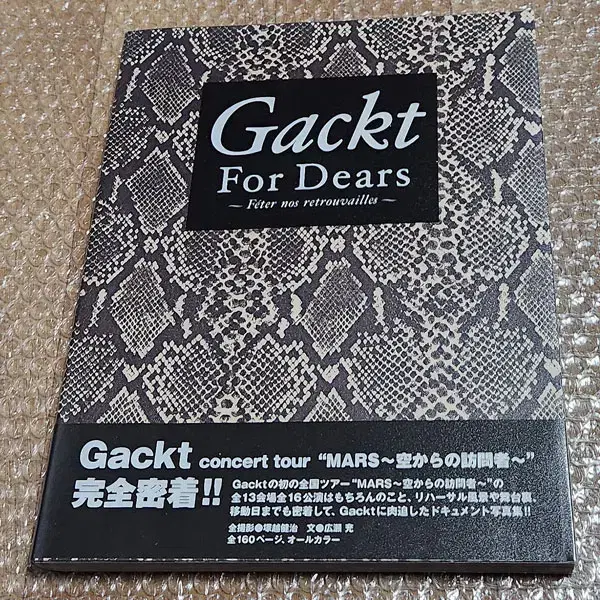 Gackt
For Dears
~ Féter nos retrouvailles ~
Gackt concert tour “MARS～空からの訪問者～”
完全密着!!
Gacktの初の全国ツアー“MARS～空からの訪問者～”の
全13会場全16公演はもちろんのこと、リハーサル風景や舞台裏、
移動日までも密着して、Gacktに肉迫したドキュメント写真集!!
全撮影●塚越健治 文●広瀬 充
全160ページ、オールカラー